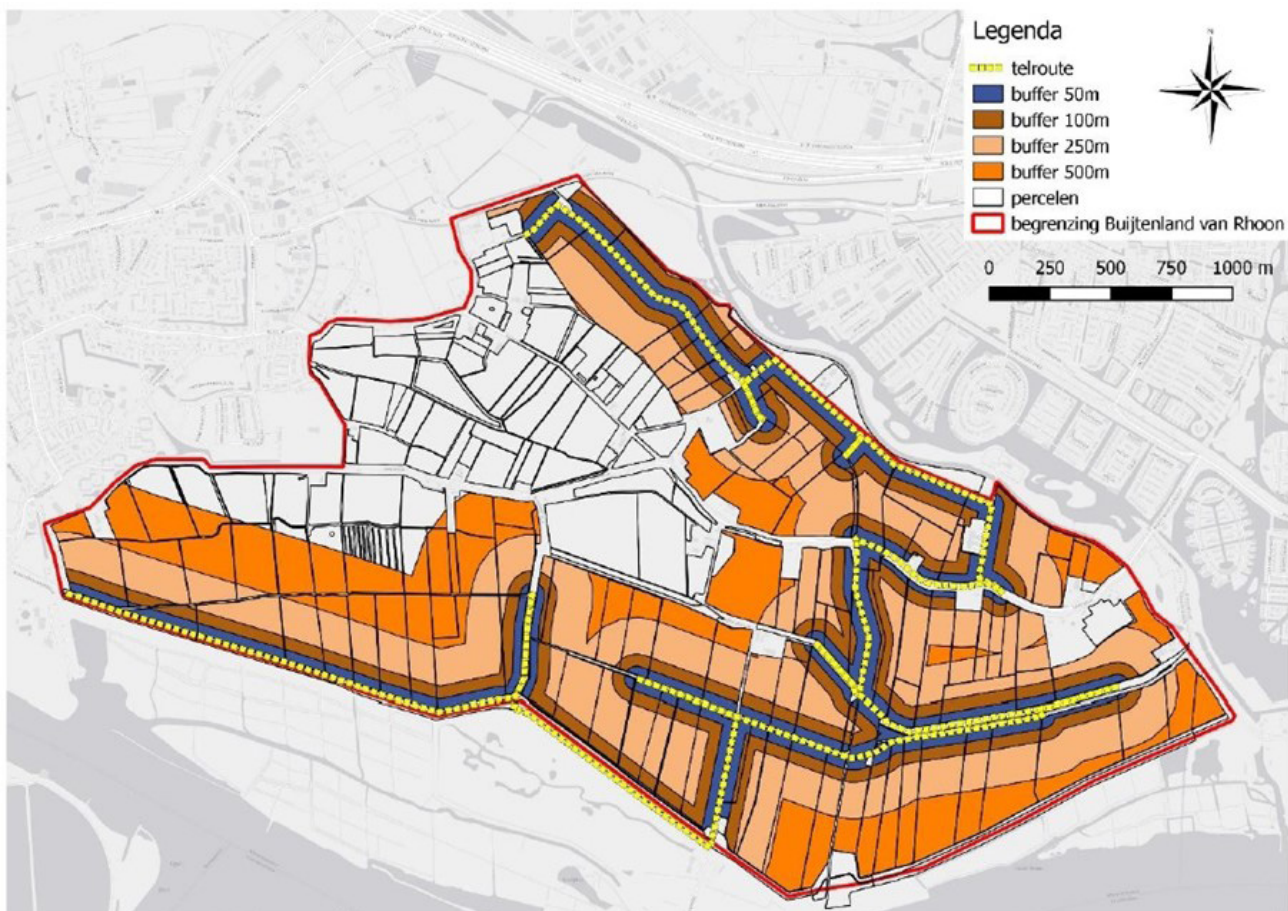 Legenda
N
telroute
buffer 50m
buffer 100m
buffer 250m
buffer 500m
percelen
begrenzing Buijtenland van Rhoon
0 250 500 750 1000 m